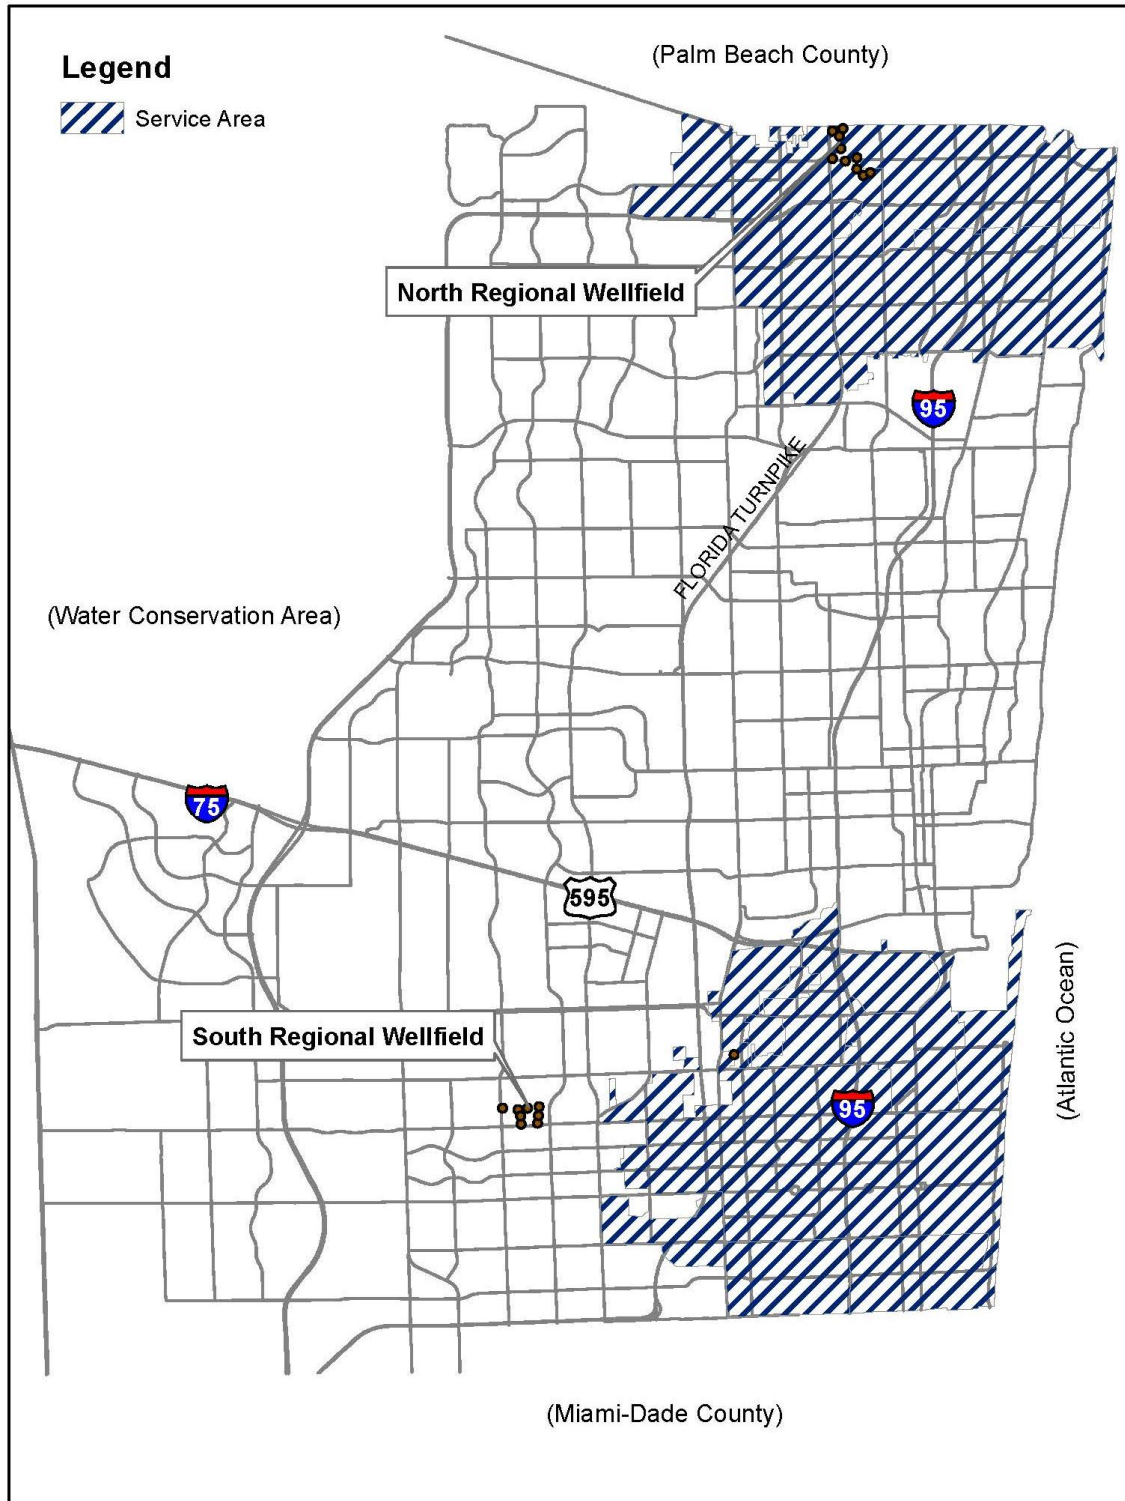 (Palm Beach County)
Legend
Service Area
North Regional Wellfield
95
FLORIDA TURNPIKE
(Water Conservation Area)
75
595
South Regional Wellfield
(Atlantic Ocean)
95
(Miami-Dade County)